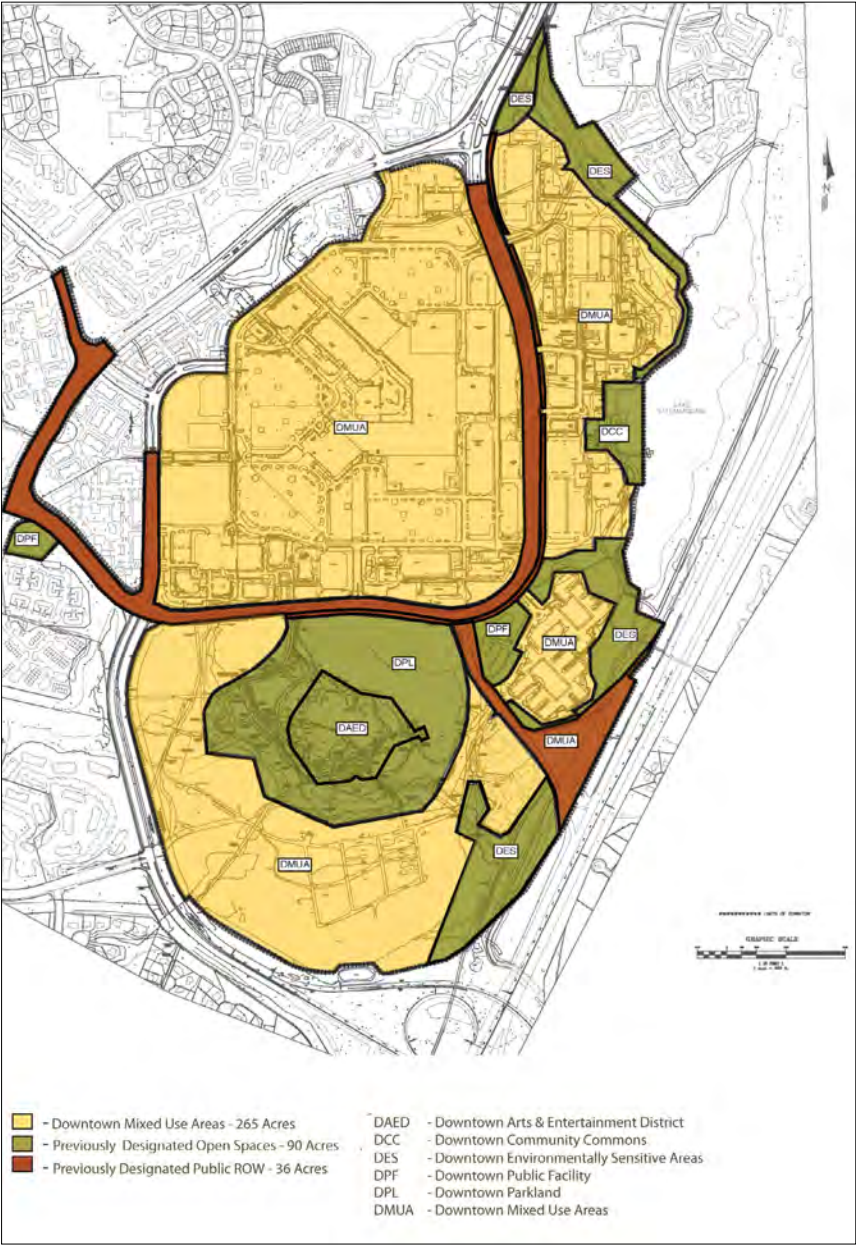 DES
DES
N
DMUA
DMUA
DCC
DPF
DPF
DES
DMUA
DPL
DAED
DMUA
DES
DMUA
LIMITS OF DOWNTOWN
GRAPHIC SCALE
- Downtown Mixed Use Areas - 265 Acres
- Previously Designated Open Spaces - 90 Acres
- Previously Designated Public ROW - 36 Acres
DAED - Downtown Arts & Entertainment District
DCC - Downtown Community Commons
DES - Downtown Environmentally Sensitive Areas
DPF - Downtown Public Facility
DPL - Downtown Parkland
DMUA - Downtown Mixed Use Areas